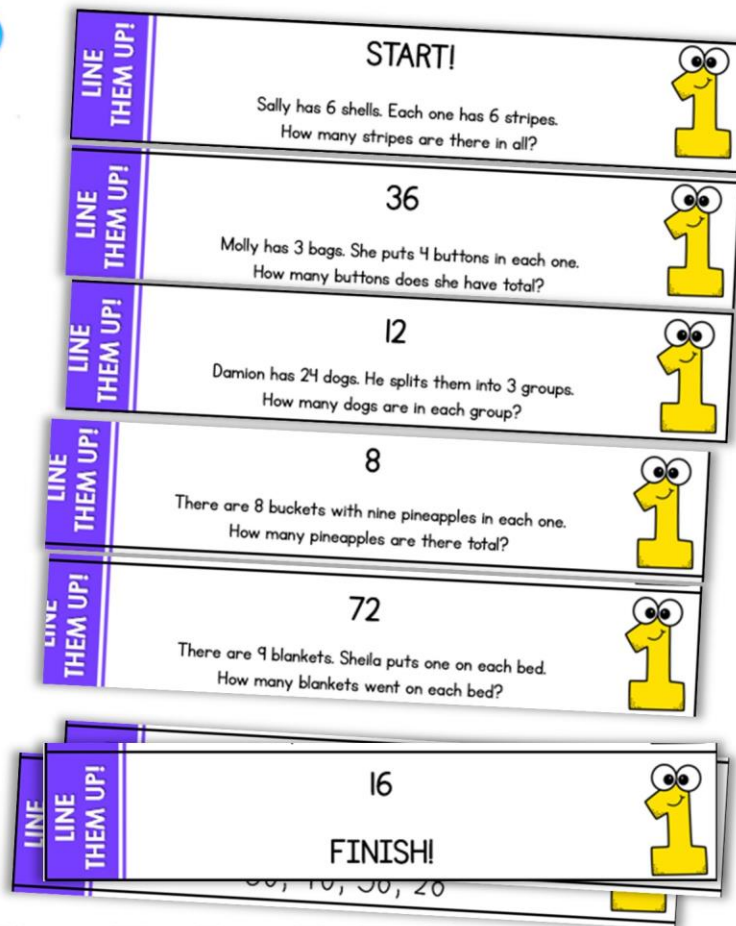 LINE
THEM UP!
START!
Sally has 6 shells. Each one has 6 stripes.
How many stripes are there in all?
LINE
THEM UP!
36
Molly has 3 bags. She puts 4 buttons in each one.
How many buttons does she have total?
LINE
THEM UP!
12
Damion has 24 dogs. He splits them into 3 groups.
How many dogs are in each group?
LINE
THEM UP!
8
There are 8 buckets with nine pineapples in each one.
How many pineapples are there total?
LINE
THEM UP!
72
There are 9 blankets. Sheila puts one on each bed.
How many blankets went on each bed?
LINE
LINE
THEM UP!
16
FINISH!
20